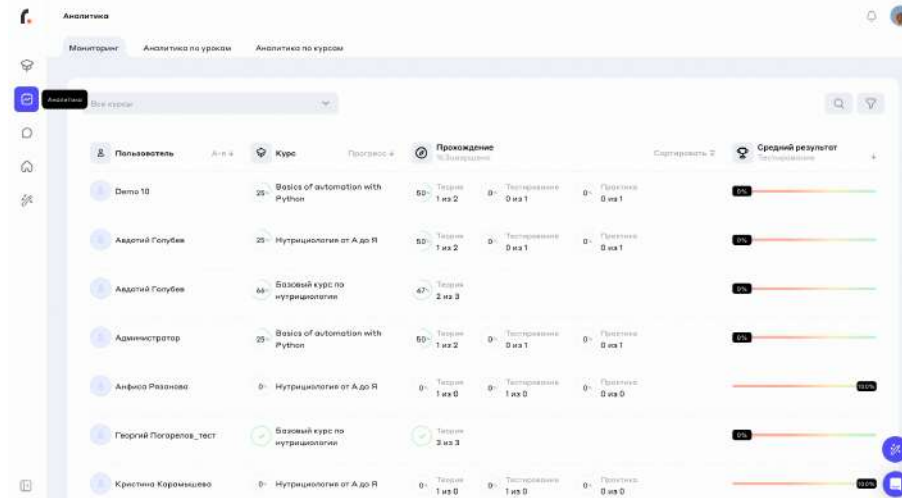 Аналитика
Мониторинг Аналитика по урокам Аналитика по курсам
Аналитика
Все курсы
Пользователь А-я ↓ Курс Прогресс ↓ Прохождение Сортировать Средний результат ↓
% Завершено Тестирование
Demo 10 25% Basics of automation with Python 50% Теория 1 из 2 0% Тестирование 0 из 1 0% Практика 0 из 1 0%
Авдотий Голубев 25% Нутрициология от А до Я 50% Теория 1 из 2 0% Тестирование 0 из 1 0% Практика 0 из 1 0%
Авдотий Голубев 66% Базовый курс по нутрициологии 67% Теория 2 из 3 0%
Администратор 25% Basics of automation with Python 50% Теория 1 из 2 0% Тестирование 0 из 1 0% Практика 0 из 1 0%
Анфиса Рязанова 0% Нутрициология от А до Я 0% Теория 1 из 0 0% Тестирование 1 из 0 0% Практика 0 из 0 100%
Георгий Погорелов_тест Базовый курс по нутрициологии Теория 3 из 3 0%
Кристина Карамышева 0% Нутрициология от А до Я 0% Теория 1 из 0 0% Тестирование 1 из 0 0% Практика 0 из 0 100%